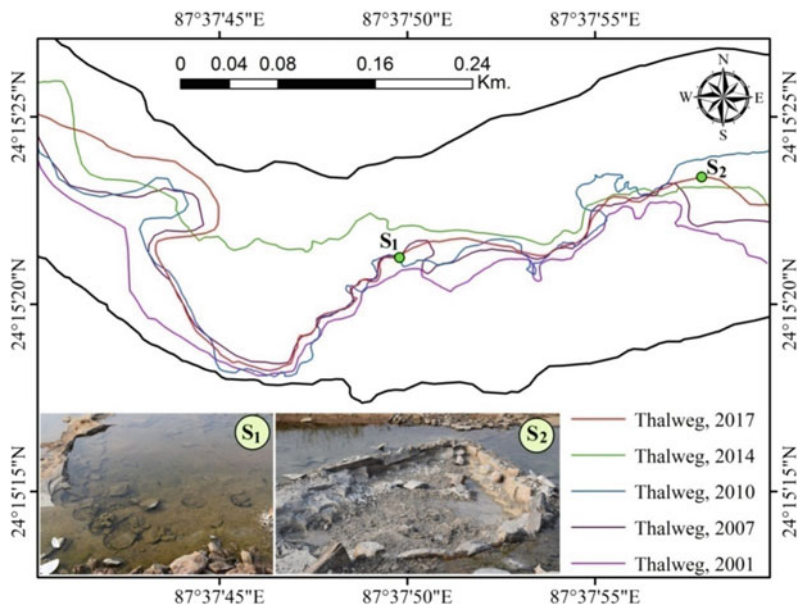 87°37'45"E 87°37'50"E 87°37'55"E
0 0.04 0.08 0.16 0.24
Km.
N
W E
S
24°15'25"N 24°15'25"N
S2
S1
24°15'20"N 24°15'20"N
S1 S2
Thalweg, 2017
Thalweg, 2014
Thalweg, 2010
Thalweg, 2007
Thalweg, 2001
24°15'15"N 24°15'15"N
87°37'45"E 87°37'50"E 87°37'55"E